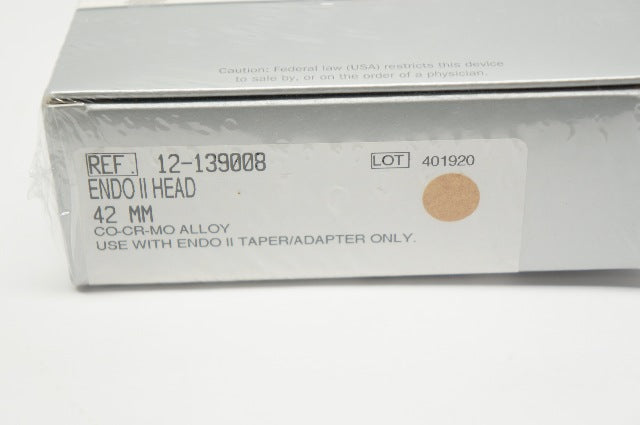 Caution: Federal law (USA) restricts this device
to sale by, or on the order of a physician.
REF. 12-139008
LOT 401920
ENDO II HEAD
42 MM
CO-CR-MO ALLOY
USE WITH ENDO II TAPER/ADAPTER ONLY.